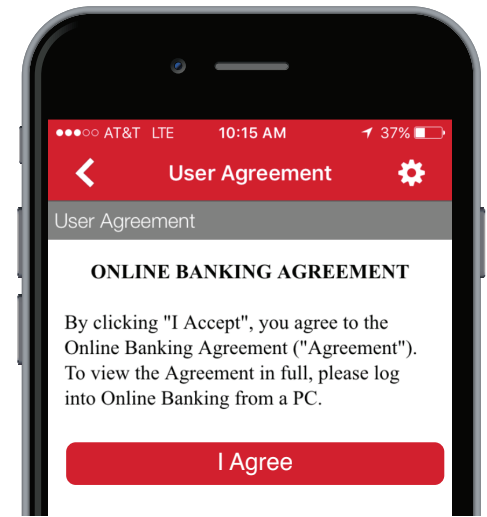 AT&T LTE 10:15 AM 37%
User Agreement
User Agreement
ONLINE BANKING AGREEMENT
By clicking "I Accept", you agree to the
Online Banking Agreement ("Agreement").
To view the Agreement in full, please log
into Online Banking from a PC.
I Agree